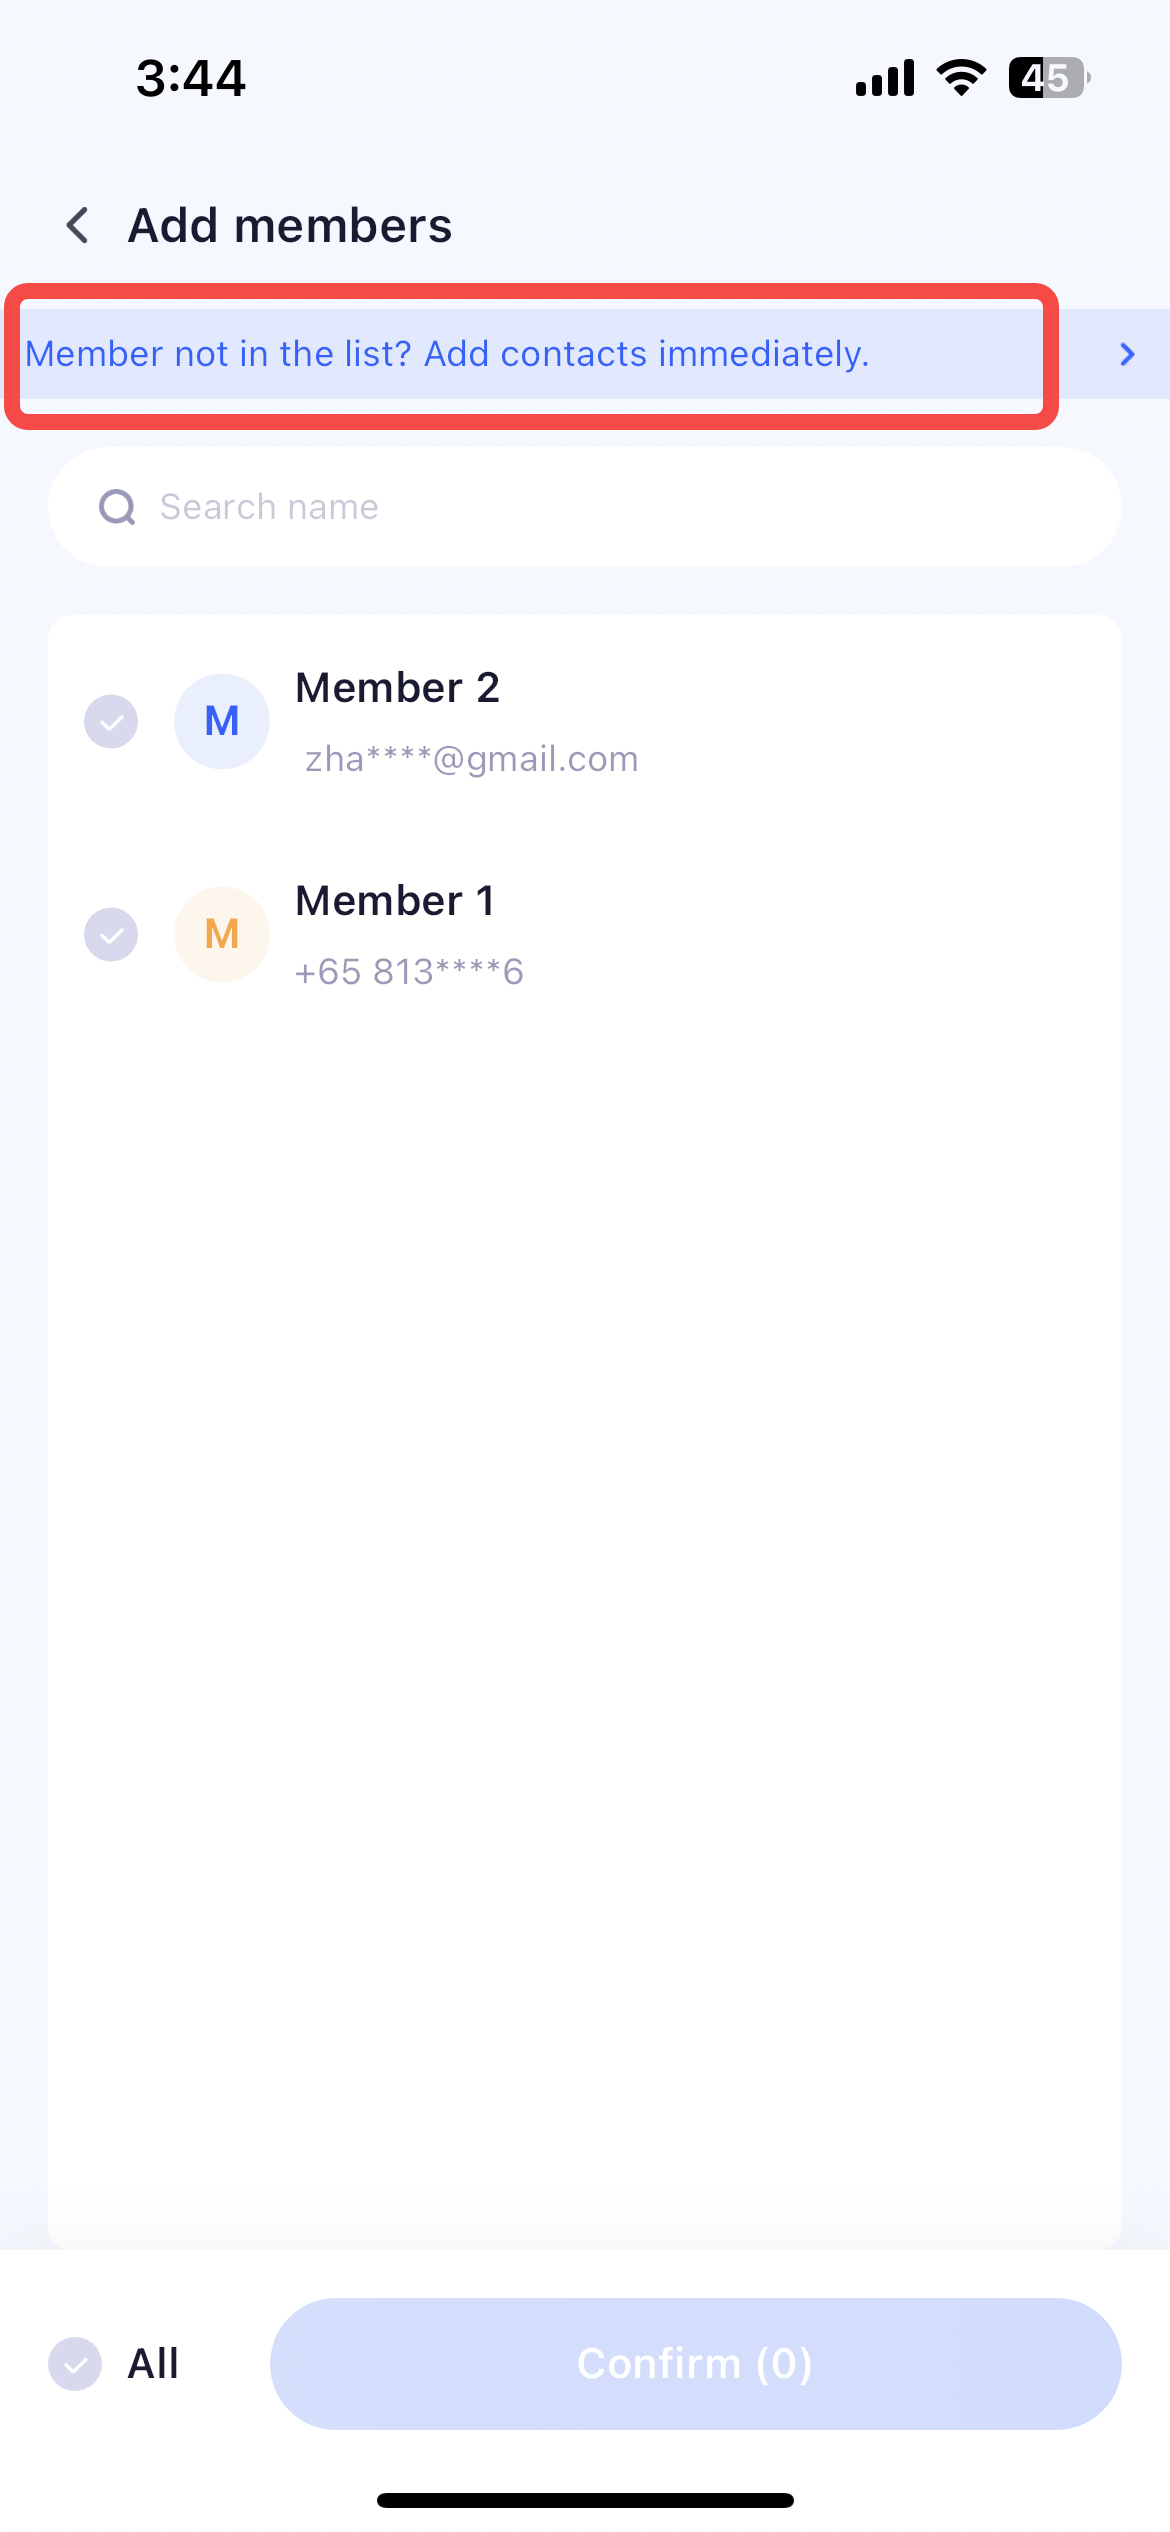 3:44
45
Add members
Member not in the list? Add contacts immediately.
Search name
M
Member 2
zha****@gmail.com
M
Member 1
+65 813****6
All
Confirm (0)